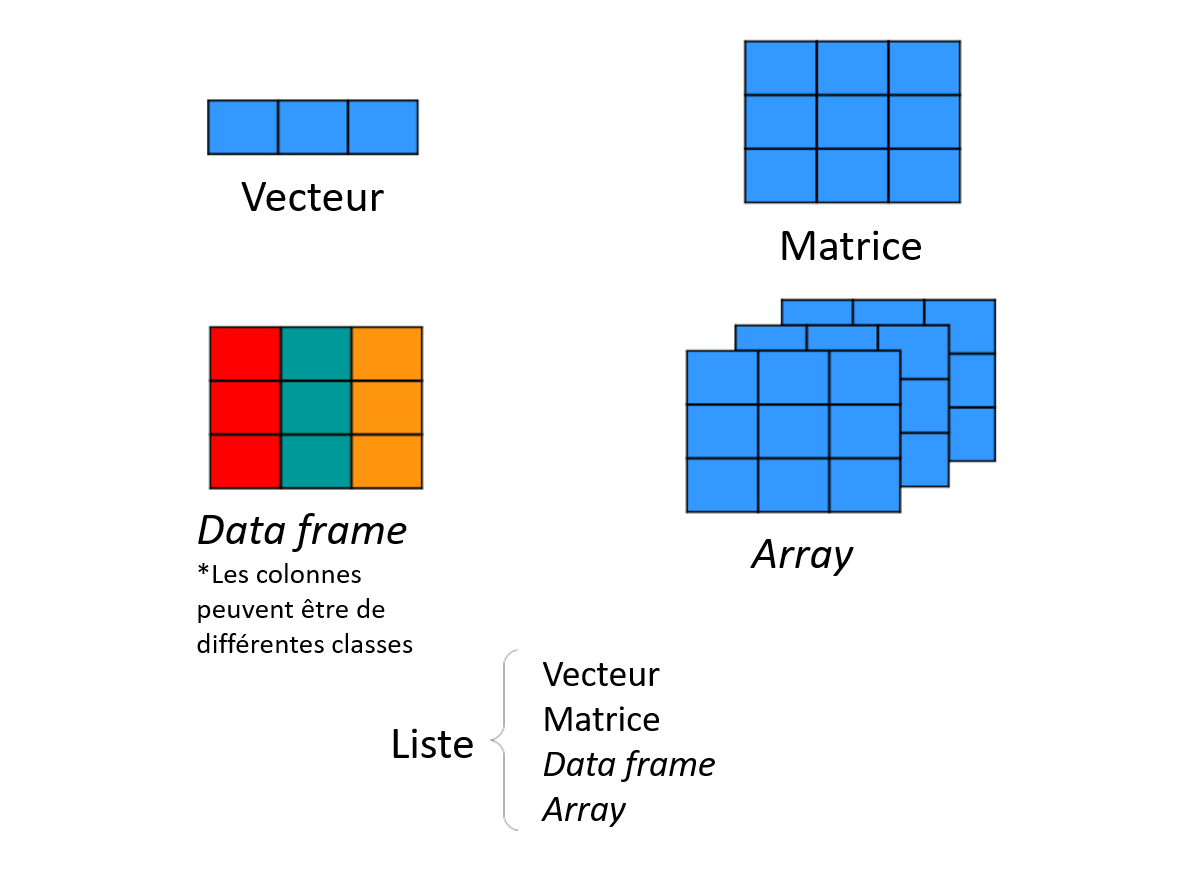 Vecteur
Matrice
Data frame
*Les colonnes
peuvent être de
différentes classes
Array
Liste
Vecteur
Matrice
Data frame
Array